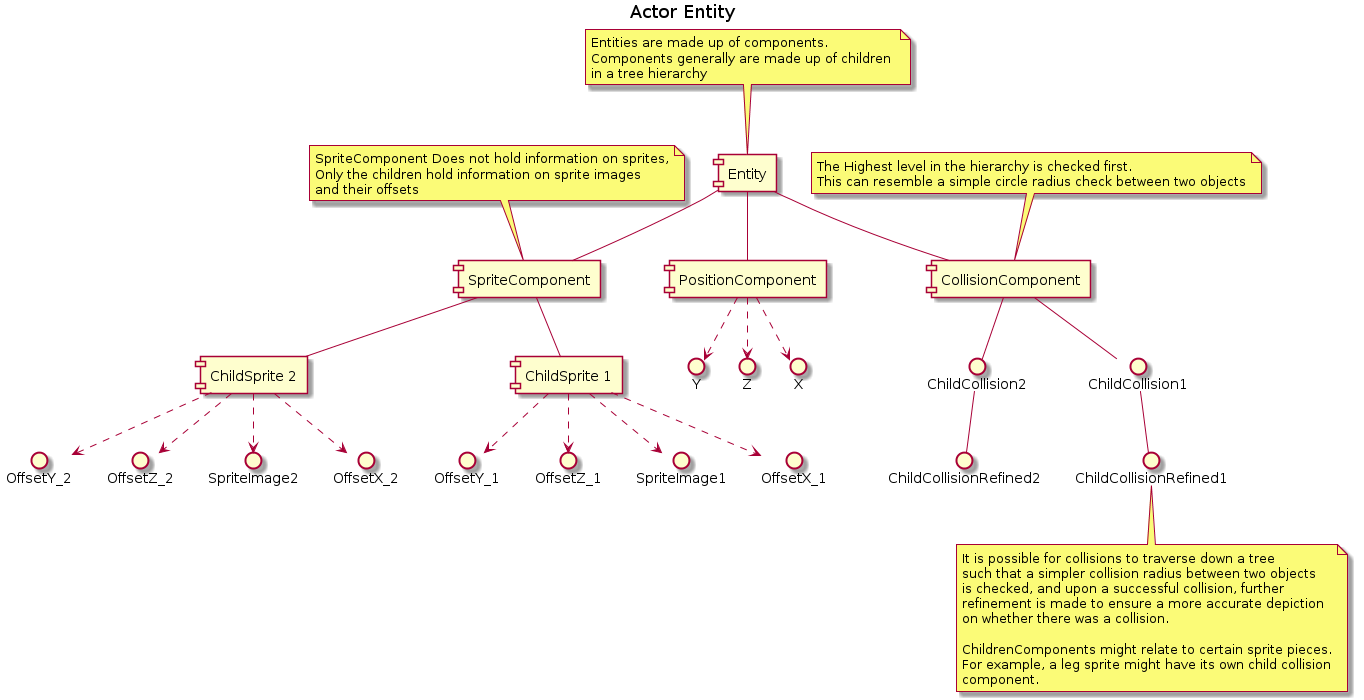 Actor Entity
Entities are made up of components.
Components generally are made up of children
in a tree hierarchy
SpriteComponent Does not hold information on sprites,
Only the children hold information on sprite images
and their offsets
Entity
The Highest level in the hierarchy is checked first.
This can resemble a simple circle radius check between two objects
SpriteComponent
PositionComponent
CollisionComponent
ChildSprite 2
ChildSprite 1
Y
Z
X
ChildCollision2
ChildCollision1
OffsetY_2
OffsetZ_2
SpriteImage2
OffsetX_2
OffsetY_1
OffsetZ_1
SpriteImage1
OffsetX_1
ChildCollisionRefined2
ChildCollisionRefined1
It is possible for collisions to traverse down a tree
such that a simpler collision radius between two objects
is checked, and upon a successful collision, further
refinement is made to ensure a more accurate depiction
on whether there was a collision.
ChildrenComponents might relate to certain sprite pieces.
For example, a leg sprite might have its own child collision
component.